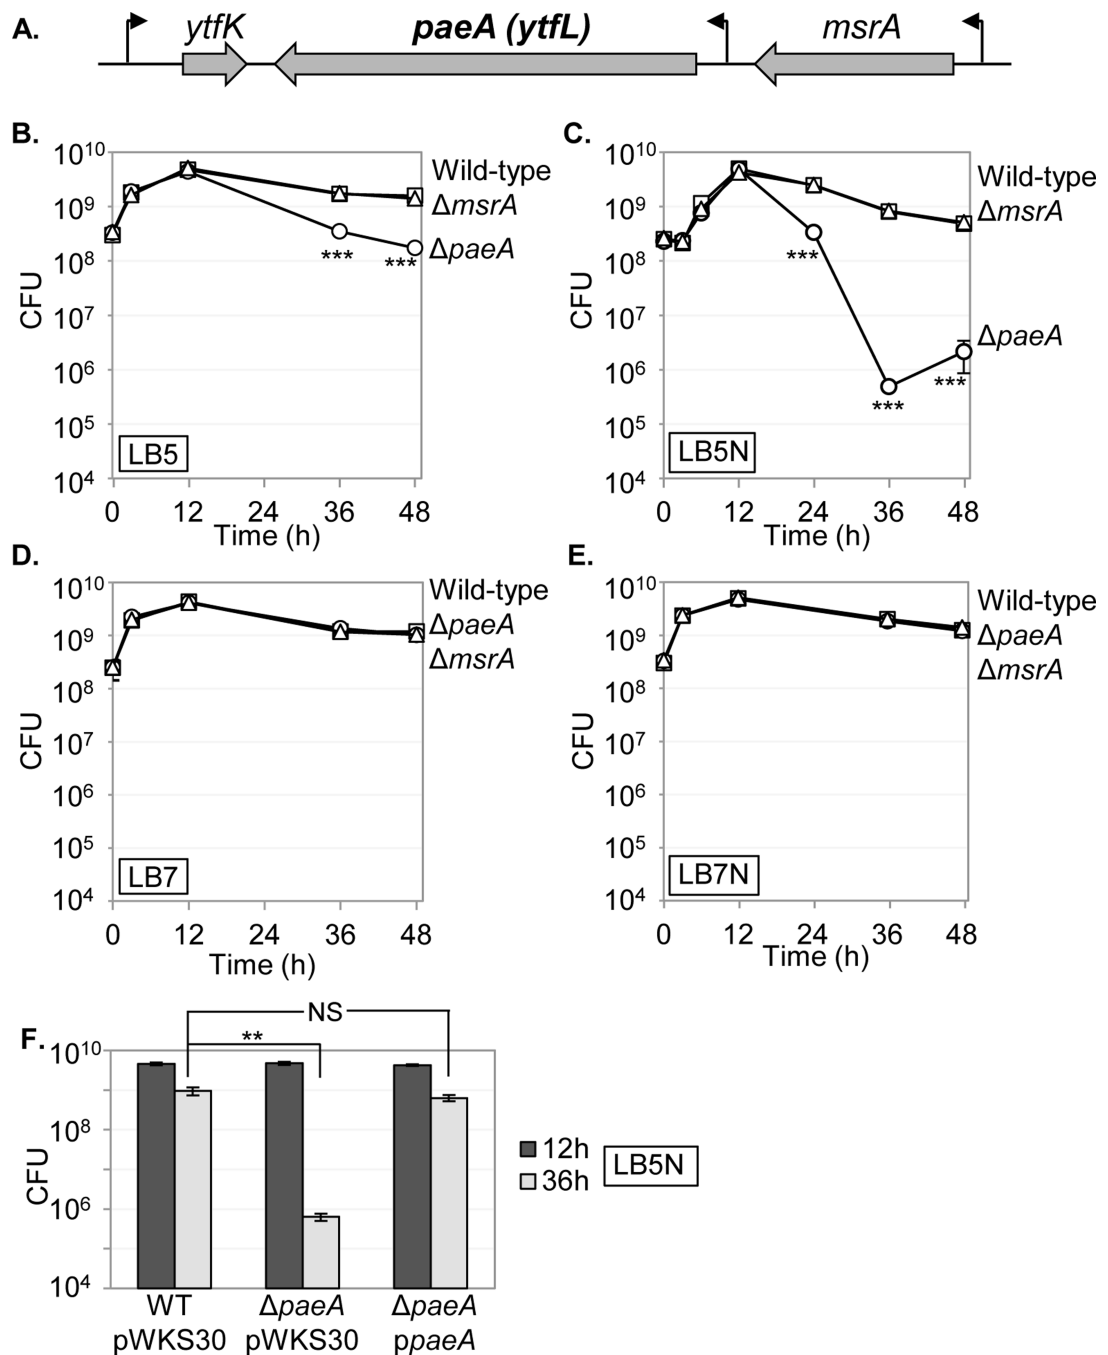 A.
ytfK paeA (ytfL) msrA
B.
CFU
10^10
10^9
10^8
10^7
10^6
10^5
10^4
Wild-type
ΔmsrA
ΔpaeA
*** ***
LB5
0 12 24 36 48
Time (h)
C.
CFU
10^10
10^9
10^8
10^7
10^6
10^5
10^4
Wild-type
ΔmsrA
***
ΔpaeA
***
***
LB5N
0 12 24 36 48
Time (h)
D.
CFU
10^10
10^9
10^8
10^7
10^6
10^5
10^4
Wild-type
ΔpaeA
ΔmsrA
LB7
0 12 24 36 48
Time (h)
E.
CFU
10^10
10^9
10^8
10^7
10^6
10^5
10^4
Wild-type
ΔpaeA
ΔmsrA
LB7N
0 12 24 36 48
Time (h)
F.
NS
**
CFU
10^10
10^8
10^6
10^4
12h
36h
LB5N
WT ΔpaeA ΔpaeA
pWKS30 pWKS30 ppaeA